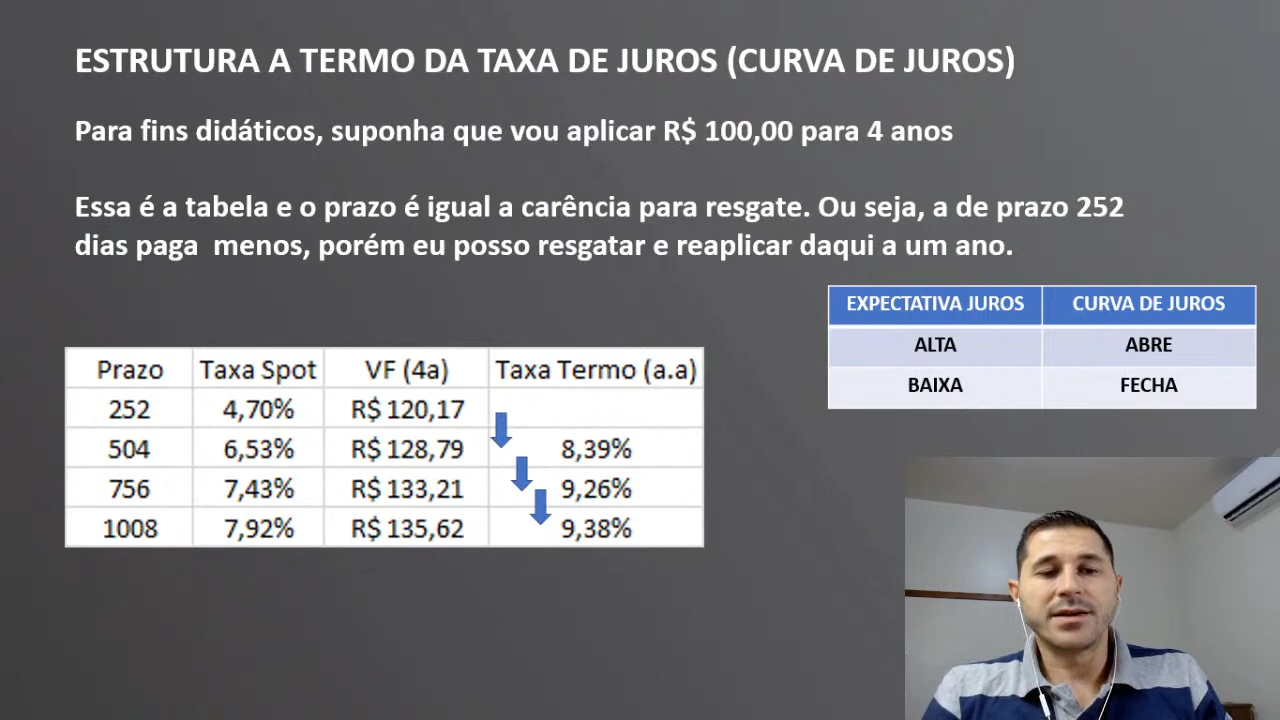 ESTRUTURA A TERMO DA TAXA DE JUROS (CURVA DE JUROS)
Para fins didáticos, suponha que vou aplicar R$ 100,00 para 4 anos
Essa é a tabela e o prazo é igual a carência para resgate. Ou seja, a de prazo 252
dias paga menos, porém eu posso resgatar e reaplicar daqui a um ano.
EXPECTATIVA JUROS CURVA DE JUROS
ALTA ABRE
BAIXA FECHA
Prazo Taxa Spot VF (4a) Taxa Termo (a.a)
252 4,70% R$ 120,17
504 6,53% R$ 128,79 8,39%
756 7,43% R$ 133,21 9,26%
1008 7,92% R$ 135,62 9,38%